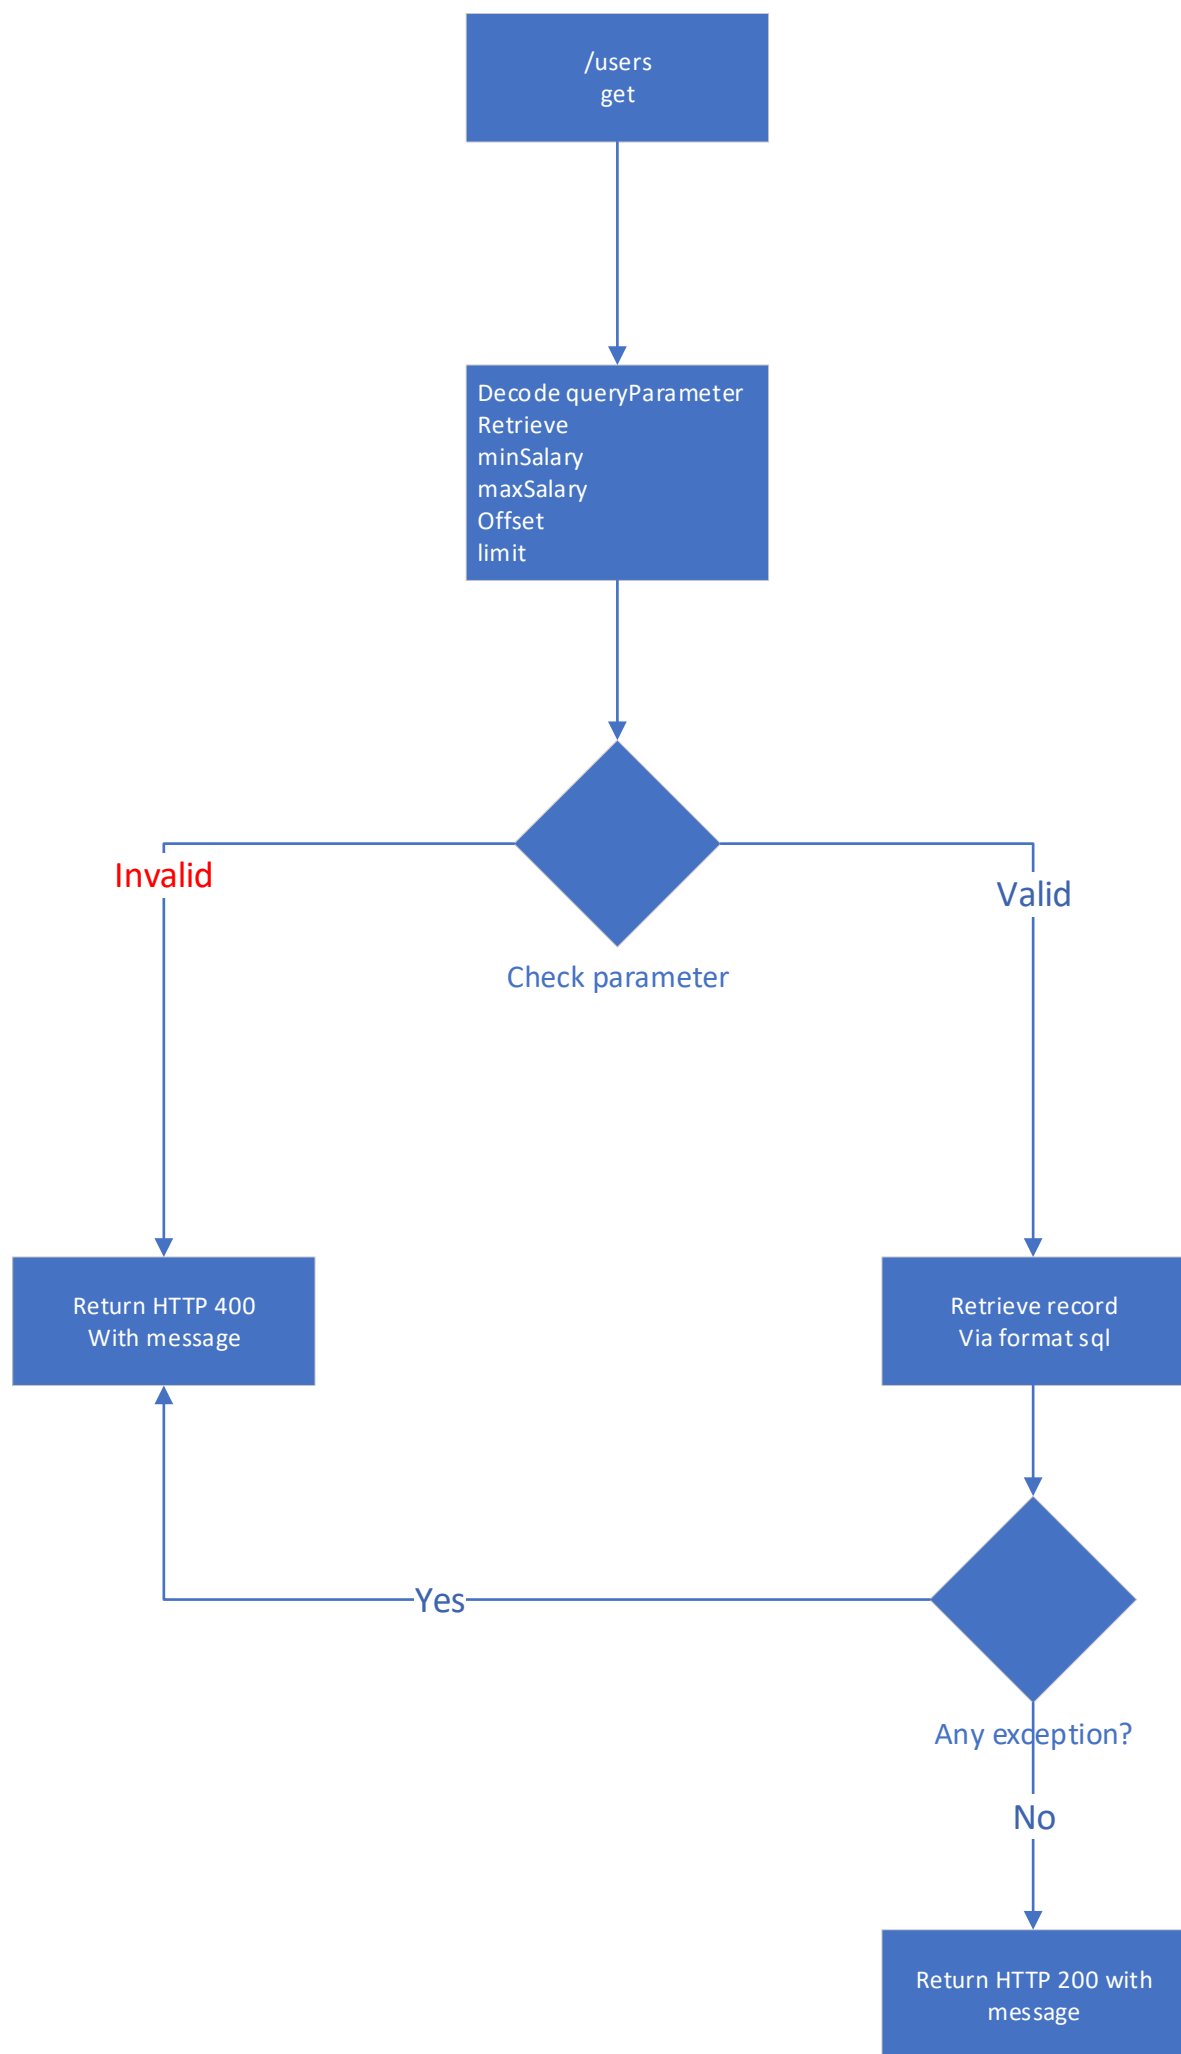 /users
get
Decode queryParameter
Retrieve
minSalary
maxSalary
Offset
limit
Invalid
Valid
Check parameter
Return HTTP 400
With message
Retrieve record
Via format sql
Yes
Any exception?
No
Return HTTP 200 with
message